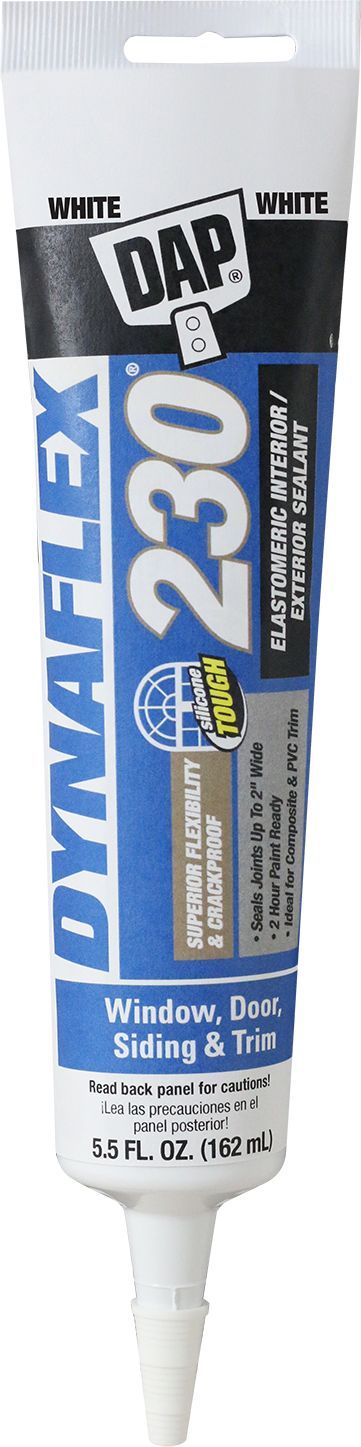 WHITE
WHITE
DAP®
DYNAFLEX
230®
ELASTOMERIC INTERIOR/
EXTERIOR SEALANT
silicone
TOUGH
SUPERIOR FLEXIBILITY
& CRACKPROOF
• Seals Joints Up To 2" Wide
• 2 Hour Paint Ready
• Ideal for Composite & PVC Trim
Window, Door,
Siding & Trim
Read back panel for cautions!
¡Lea las precauciones en el
panel posterior!
5.5 FL. OZ. (162 mL)